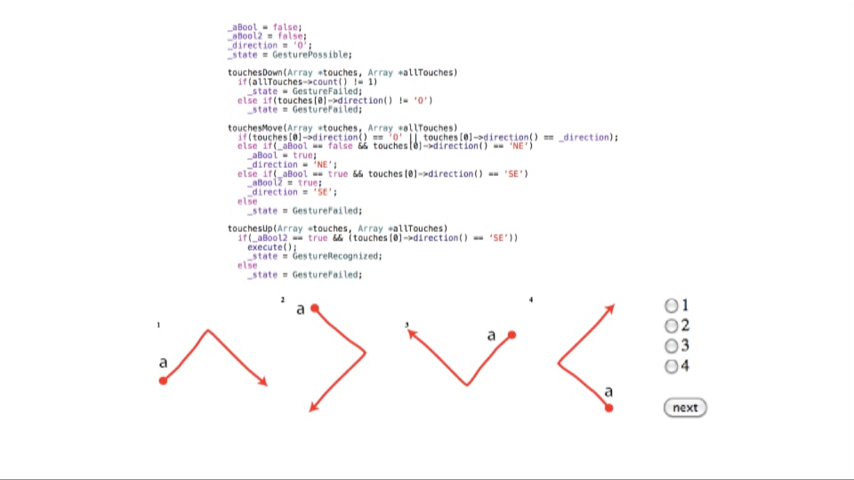 _aBool = false;
_aBool2 = false;
_direction = 'O';
_state = GesturePossible;
touchesDown(Array *touches, Array *allTouches)
if(allTouches->count() != 1)
_state = GestureFailed;
else if(touches[0]->direction() != 'O')
_state = GestureFailed;
touchesMove(Array *touches, Array *allTouches)
if(touches[0]->direction() == 'O' || touches[0]->direction() == _direction);
else if(_aBool == false && touches[0]->direction() == 'NE')
_aBool = true;
_direction = 'NE';
else if(_aBool == true && touches[0]->direction() == 'SE')
_aBool2 = true;
_direction = 'SE';
else
_state = GestureFailed;
touchesUp(Array *touches, Array *allTouches)
if(_aBool2 == true && (touches[0]->direction() == 'SE'))
execute();
_state = GestureRecognized;
else
_state = GestureFailed;
1
a
2
a
3
a
4
a
1
2
3
4
next